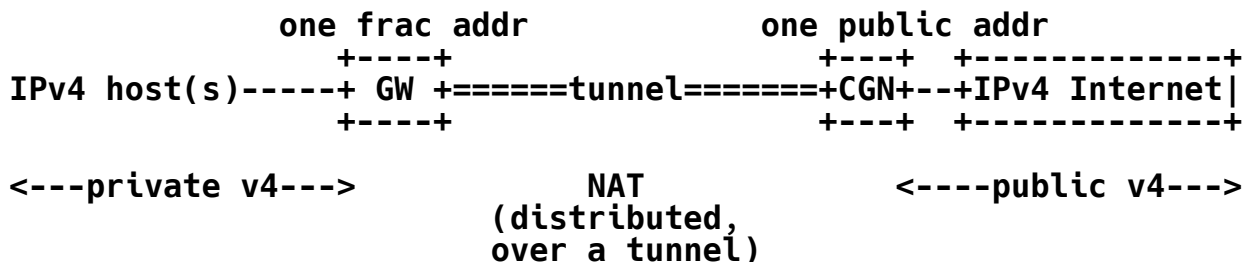 one frac addr             one public addr
                  +----+                    +---+  +-------------+
IPv4 host(s)-----+ GW +======tunnel=======+CGN+--+IPv4 Internet|
                  +----+                    +---+  +-------------+
<---private v4--->            NAT             <----public v4--->
                         (distributed,
                         over a tunnel)